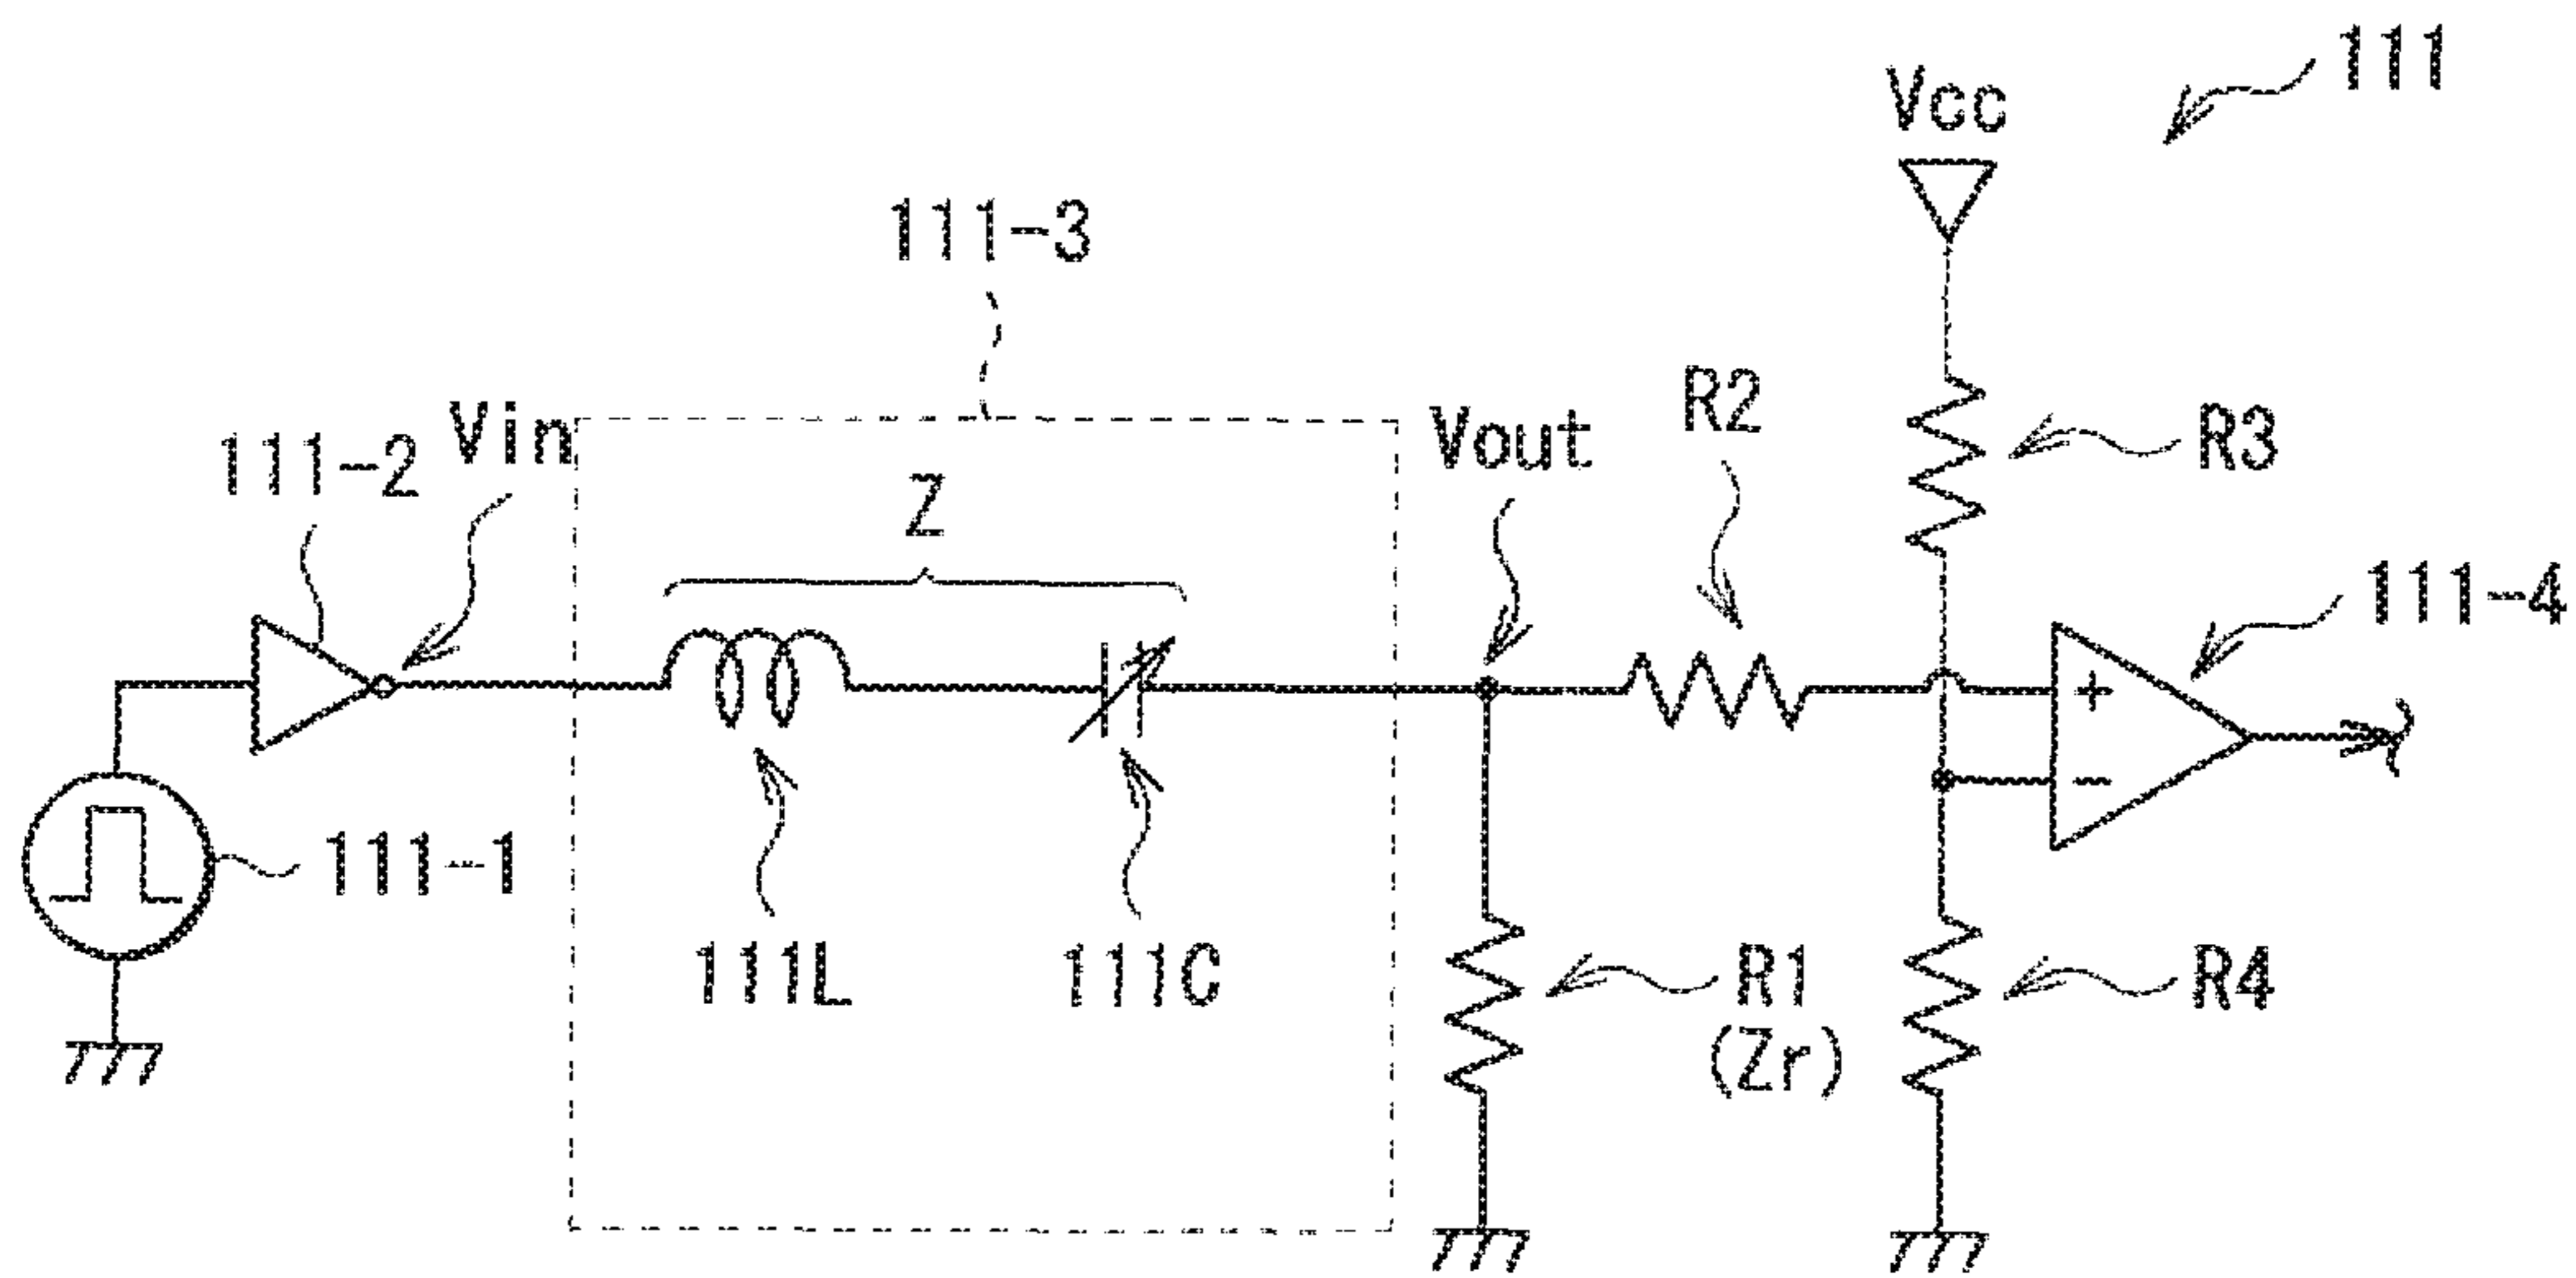 111
Vcc
111-3
R2
R3
Vout
Vin
111-2
Z
111-4
+
−
111-1
111L
111C
R1
(Zr)
R4